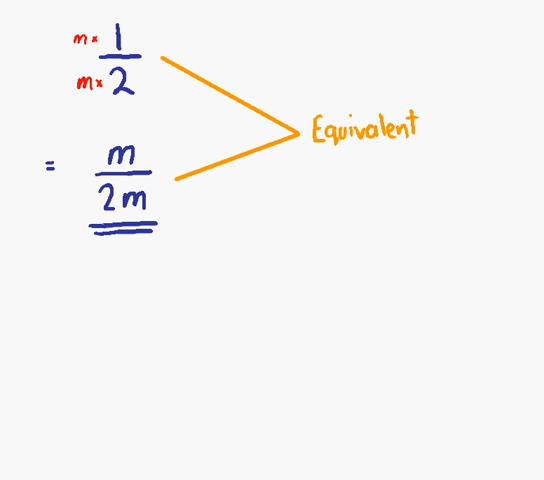 m × 1
m × 2
Equivalent
= m
2m